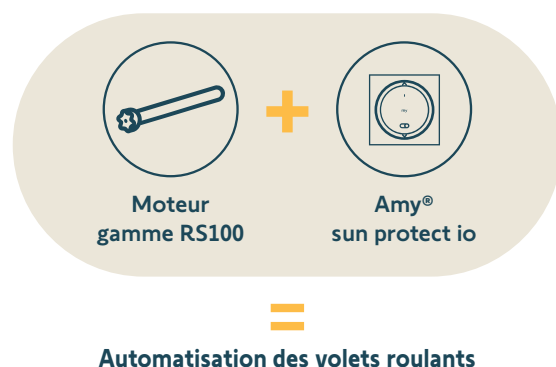 Moteur
gamme RS100
Amy®
sun protect io
Automatisation des volets roulants